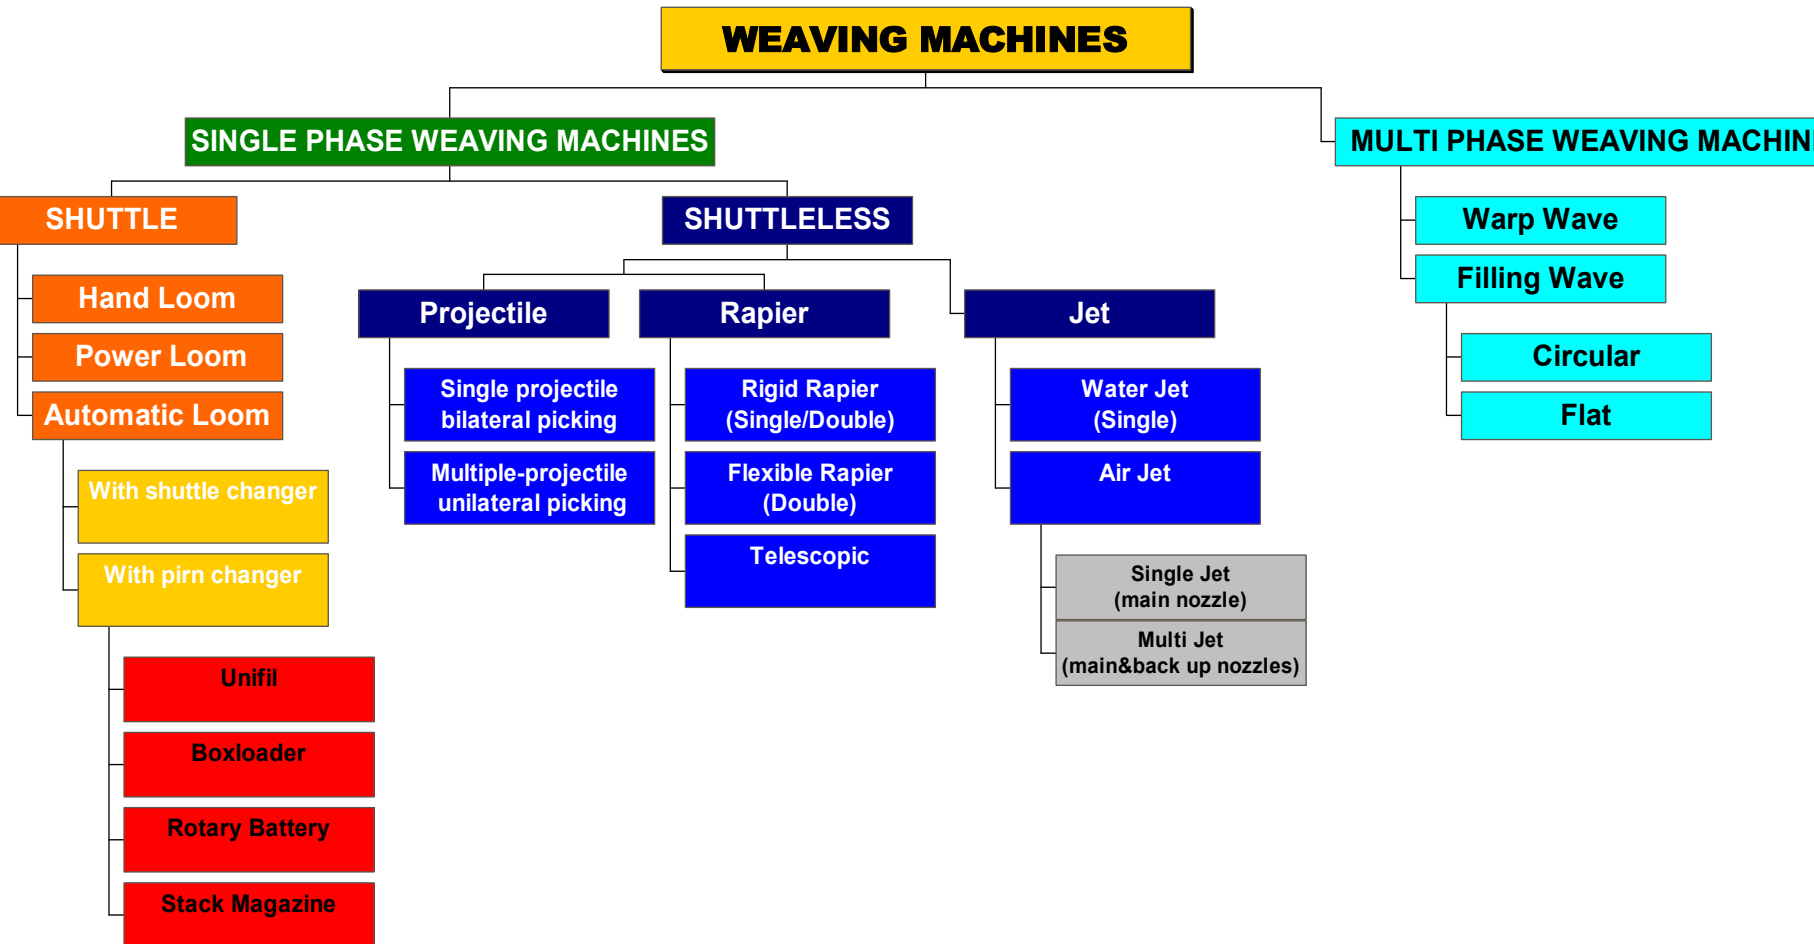 WEAVING MACHINES
SINGLE PHASE WEAVING MACHINES
MULTI PHASE WEAVING MACHIN
SHUTTLE
SHUTTLELESS
Warp Wave
Filling Wave
Circular
Flat
Hand Loom
Power Loom
Automatic Loom
With shuttle changer
With pirn changer
Unifil
Boxloader
Rotary Battery
Stack Magazine
Projectile
Single projectile
bilateral picking
Multiple-projectile
unilateral picking
Rapier
Rigid Rapier
(Single/Double)
Flexible Rapier
(Double)
Telescopic
Jet
Water Jet
(Single)
Air Jet
Single Jet
(main nozzle)
Multi Jet
(main&back up nozzles)